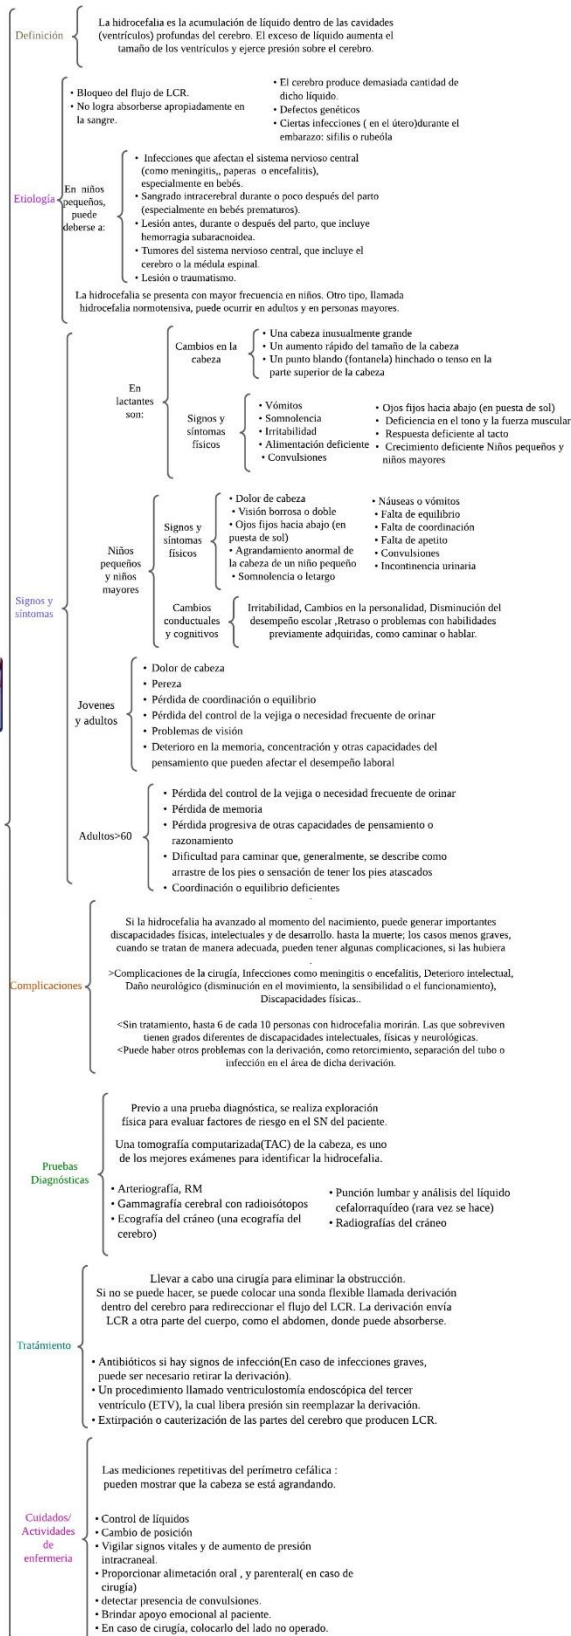 Definición
La hidrocefalia es la acumulación de líquido dentro de las cavidades
(ventrículos) profundas del cerebro. El exceso de líquido aumenta el
tamaño de los ventrículos y ejerce presión sobre el cerebro.
Etiología
• Bloqueo del flujo de LCR.
• No logra absorberse apropiadamente en
la sangre.
• El cerebro produce demasiada cantidad de
dicho líquido.
• Defectos genéticos
• Ciertas infecciones ( en el útero)durante el
embarazo: sifilis o rubeóla
En niños
pequeños,
puede
deberse a:
• Infecciones que afectan el sistema nervioso central
(como meningitis,, paperas o encefalitis),
especialmente en bebés.
• Sangrado intracerebral durante o poco después del parto
(especialmente en bebés prematuros).
• Lesión antes, durante o después del parto, que incluye
hemorragia subaracnoidea.
• Tumores del sistema nervioso central, que incluye el
cerebro o la médula espinal.
• Lesión o traumatismo.
La hidrocefalia se presenta con mayor frecuencia en niños. Otro tipo, llamada
hidrocefalia normotensiva, puede ocurrir en adultos y en personas mayores.
Signos y
síntomas
En
lactantes
son:
Cambios en la
cabeza
• Una cabeza inusualmente grande
• Un aumento rápido del tamaño de la cabeza
• Un punto blando (fontanela) hinchado o tenso en la
parte superior de la cabeza
Signos y
síntomas
físicos
• Vómitos
• Somnolencia
• Irritabilidad
• Alimentación deficiente
• Convulsiones
• Ojos fijos hacia abajo (en puesta de sol)
• Deficiencia en el tono y la fuerza muscular
• Respuesta deficiente al tacto
• Crecimiento deficiente Niños pequeños y
niños mayores
Niños
pequeños
y niños
mayores
Signos y
síntomas
físicos
• Dolor de cabeza
• Visión borrosa o doble
• Ojos fijos hacia abajo (en
puesta de sol)
• Agrandamiento anormal de
la cabeza de un niño pequeño
• Somnolencia o letargo
• Náuseas o vómitos
• Falta de equilibrio
• Falta de coordinación
• Falta de apetito
• Convulsiones
• Incontinencia urinaria
Cambios
conductuales
y cognitivos
Irritabilidad, Cambios en la personalidad, Disminución del
desempeño escolar ,Retraso o problemas con habilidades
previamente adquiridas, como caminar o hablar.
Jovenes
y adultos
• Dolor de cabeza
• Pereza
• Pérdida de coordinación o equilibrio
• Pérdida del control de la vejiga o necesidad frecuente de orinar
• Problemas de visión
• Deterioro en la memoria, concentración y otras capacidades del
pensamiento que pueden afectar el desempeño laboral
Adultos>60
• Pérdida del control de la vejiga o necesidad frecuente de orinar
• Pérdida de memoria
• Pérdida progresiva de otras capacidades de pensamiento o
razonamiento
• Dificultad para caminar que, generalmente, se describe como
arrastre de los pies o sensación de tener los pies atascados
• Coordinación o equilibrio deficientes
Complicaciones
Si la hidrocefalia ha avanzado al momento del nacimiento, puede generar importantes
discapacidades físicas, intelectuales y de desarrollo. hasta la muerte; los casos menos graves,
cuando se tratan de manera adecuada, pueden tener algunas complicaciones, si las hubiera
.
>Complicaciones de la cirugía, Infecciones como meningitis o encefalitis, Deterioro intelectual,
Daño neurológico (disminución en el movimiento, la sensibilidad o el funcionamiento),
Discapacidades físicas..
<Sin tratamiento, hasta 6 de cada 10 personas con hidrocefalia morirán. Las que sobreviven
tienen grados diferentes de discapacidades intelectuales, físicas y neurológicas.
<Puede haber otros problemas con la derivación, como retorcimiento, separación del tubo o
infección en el área de dicha derivación.
Pruebas
Diagnósticas
Previo a una prueba diagnóstica, se realiza exploración
física para evaluar factores de riesgo en el SN del paciente.
Una tomografía computarizada(TAC) de la cabeza, es uno
de los mejores exámenes para identificar la hidrocefalia.
• Arteriografía, RM
• Gammagrafía cerebral con radioisótopos
• Ecografía del cráneo (una ecografía del
cerebro)
• Punción lumbar y análisis del líquido
cefalorraquídeo (rara vez se hace)
• Radiografías del cráneo
Tratámiento
Llevar a cabo una cirugía para eliminar la obstrucción.
Si no se puede hacer, se puede colocar una sonda flexible llamada derivación
dentro del cerebro para redireccionar el flujo del LCR. La derivación envía
LCR a otra parte del cuerpo, como el abdomen, donde puede absorberse.
• Antibióticos si hay signos de infección(En caso de infecciones graves,
puede ser necesario retirar la derivación).
• Un procedimiento llamado ventriculostomía endoscópica del tercer
ventrículo (ETV), la cual libera presión sin reemplazar la derivación.
• Extirpación o cauterización de las partes del cerebro que producen LCR.
Cuidados/
Actividades
de
enfermeria
Las mediciones repetitivas del perímetro cefálica :
pueden mostrar que la cabeza se está agrandando.
• Control de líquidos
• Cambio de posición
• Vigilar signos vitales y de aumento de presión
intracraneal.
• Proporcionar alimetación oral , y parenteral( en caso de
cirugía)
• detectar presencia de convulsiones.
• Brindar apoyo emocional al paciente.
• En caso de cirugía, colocarlo del lado no operado.